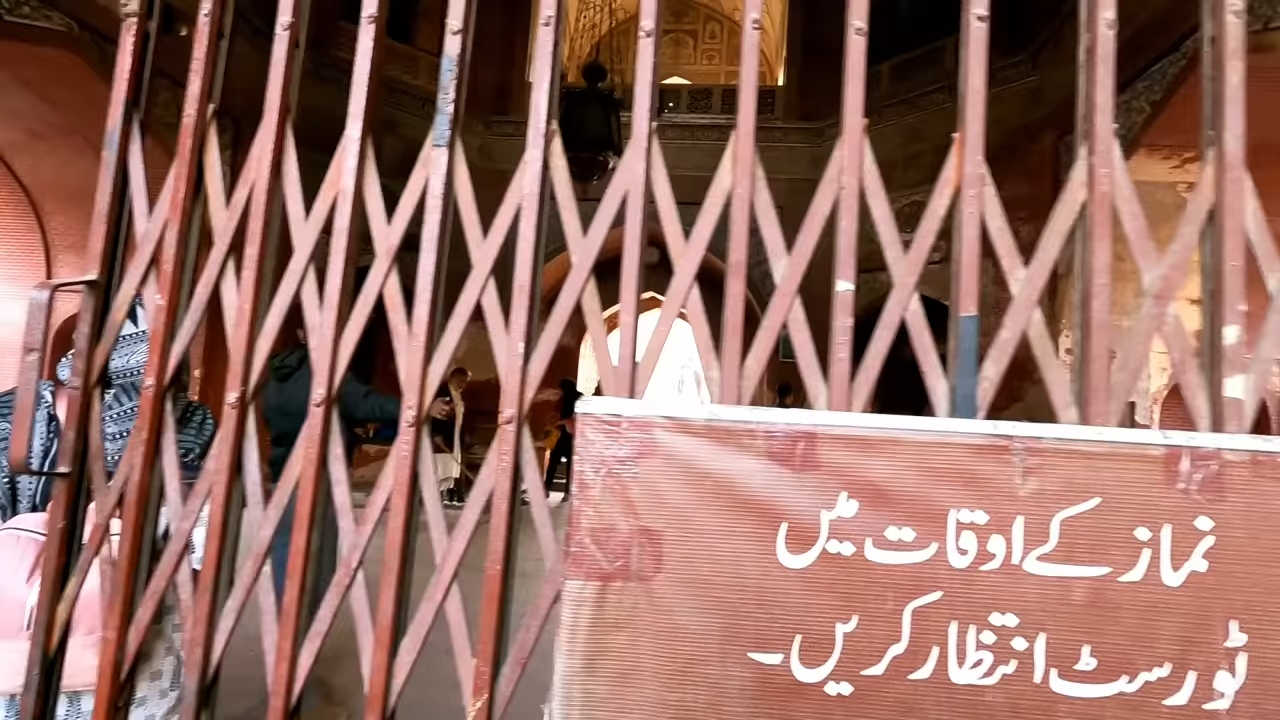 نماز کے اوقات میں
ٹورسٹ انتظار کریں۔